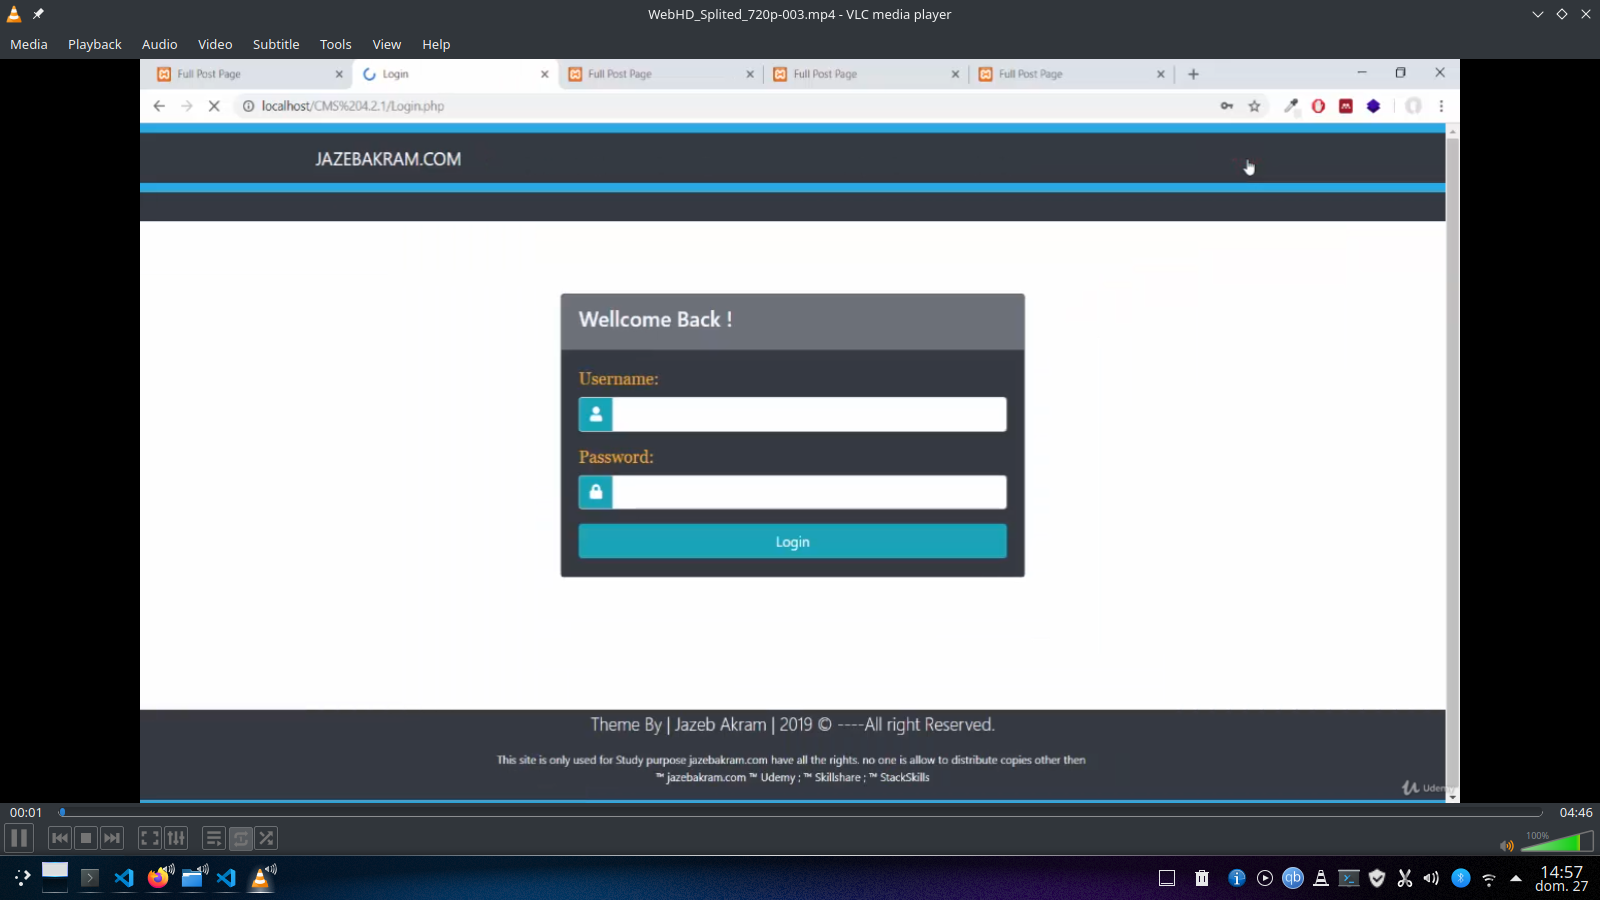 WebHD_Splited_720p-003.mp4 - VLC media player
Media Playback Audio Video Subtitle Tools View Help
Full Post Page Login Full Post Page Full Post Page Full Post Page
localhost/CMS%204.2.1/Login.php
JAZEBAKRAM.COM
Wellcome Back !
Username:
Password:
Login
Theme By | Jazeb Akram | 2019 © ----All right Reserved.
This site is only used for Study purpose jazebakram.com have all the rights. no one is allow to distribute copies other then
™ jazebakram.com ™ Udemy ; ™ Skillshare ; ™ StackSkills
00:01 04:46
100%
qb
14:57
dom. 27